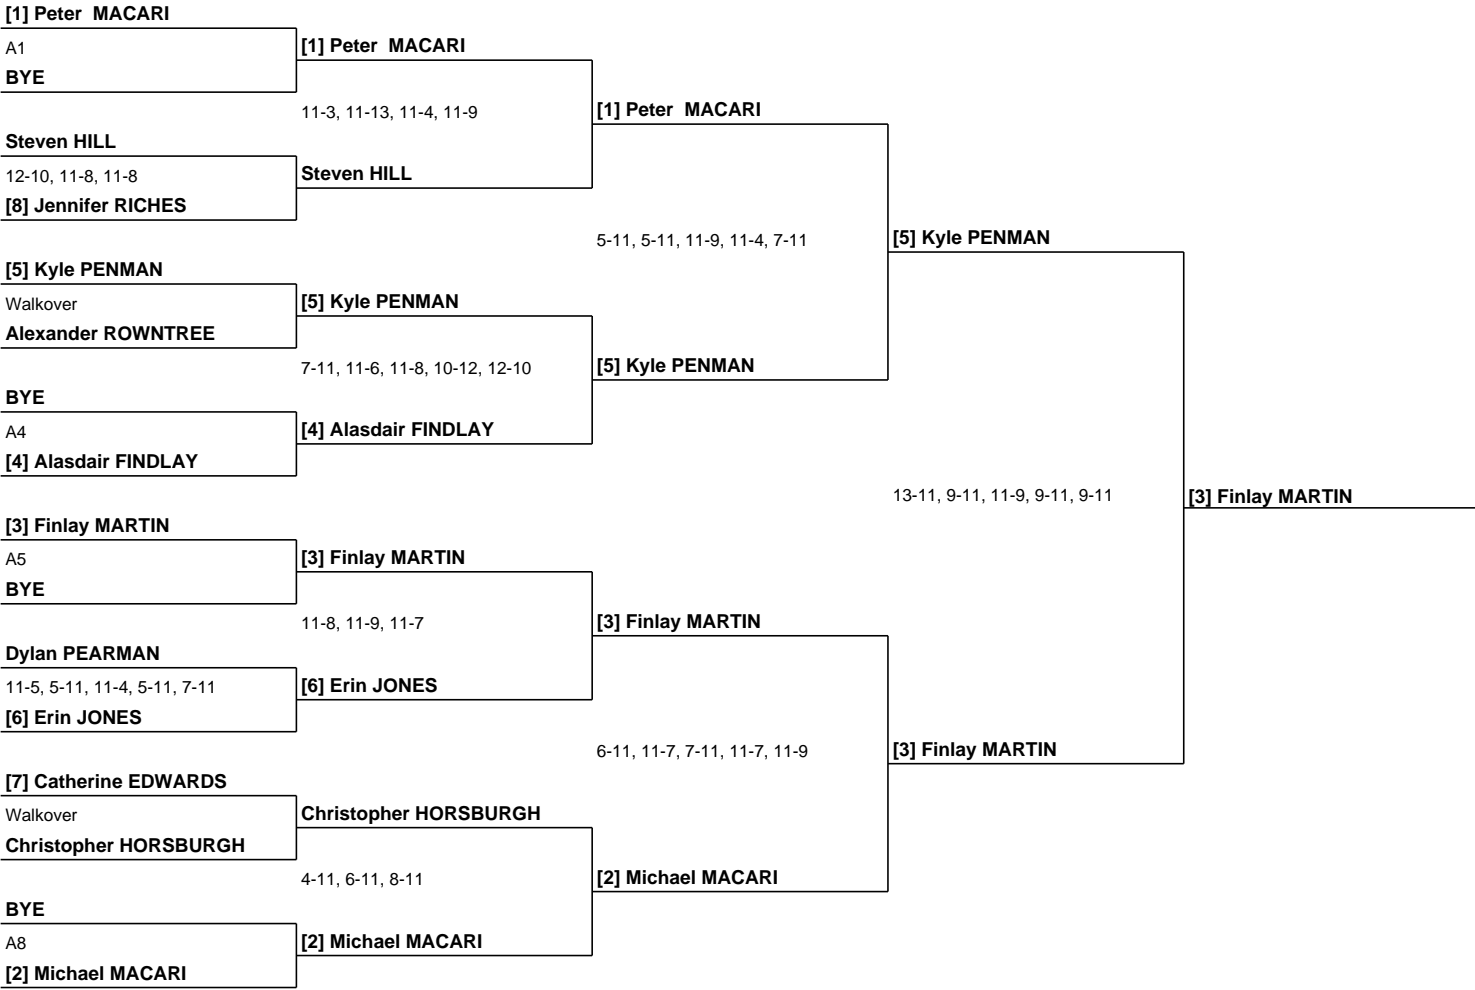 [1] Peter  MACARI
A1
BYE
[1] Peter  MACARI
11-3, 11-13, 11-4, 11-9
Steven HILL
12-10, 11-8, 11-8
[8] Jennifer RICHES
Steven HILL
[1] Peter  MACARI
5-11, 5-11, 11-9, 11-4, 7-11
[5] Kyle PENMAN
Walkover
Alexander ROWNTREE
[5] Kyle PENMAN
7-11, 11-6, 11-8, 10-12, 12-10
BYE
A4
[4] Alasdair FINDLAY
[4] Alasdair FINDLAY
[5] Kyle PENMAN
[5] Kyle PENMAN
13-11, 9-11, 11-9, 9-11, 9-11
[3] Finlay MARTIN
[3] Finlay MARTIN
A5
BYE
[3] Finlay MARTIN
11-8, 11-9, 11-7
Dylan PEARMAN
11-5, 5-11, 11-4, 5-11, 7-11
[6] Erin JONES
[6] Erin JONES
[3] Finlay MARTIN
6-11, 11-7, 7-11, 11-7, 11-9
[3] Finlay MARTIN
[7] Catherine EDWARDS
Walkover
Christopher HORSBURGH
Christopher HORSBURGH
4-11, 6-11, 8-11
[2] Michael MACARI
BYE
A8
[2] Michael MACARI
[2] Michael MACARI